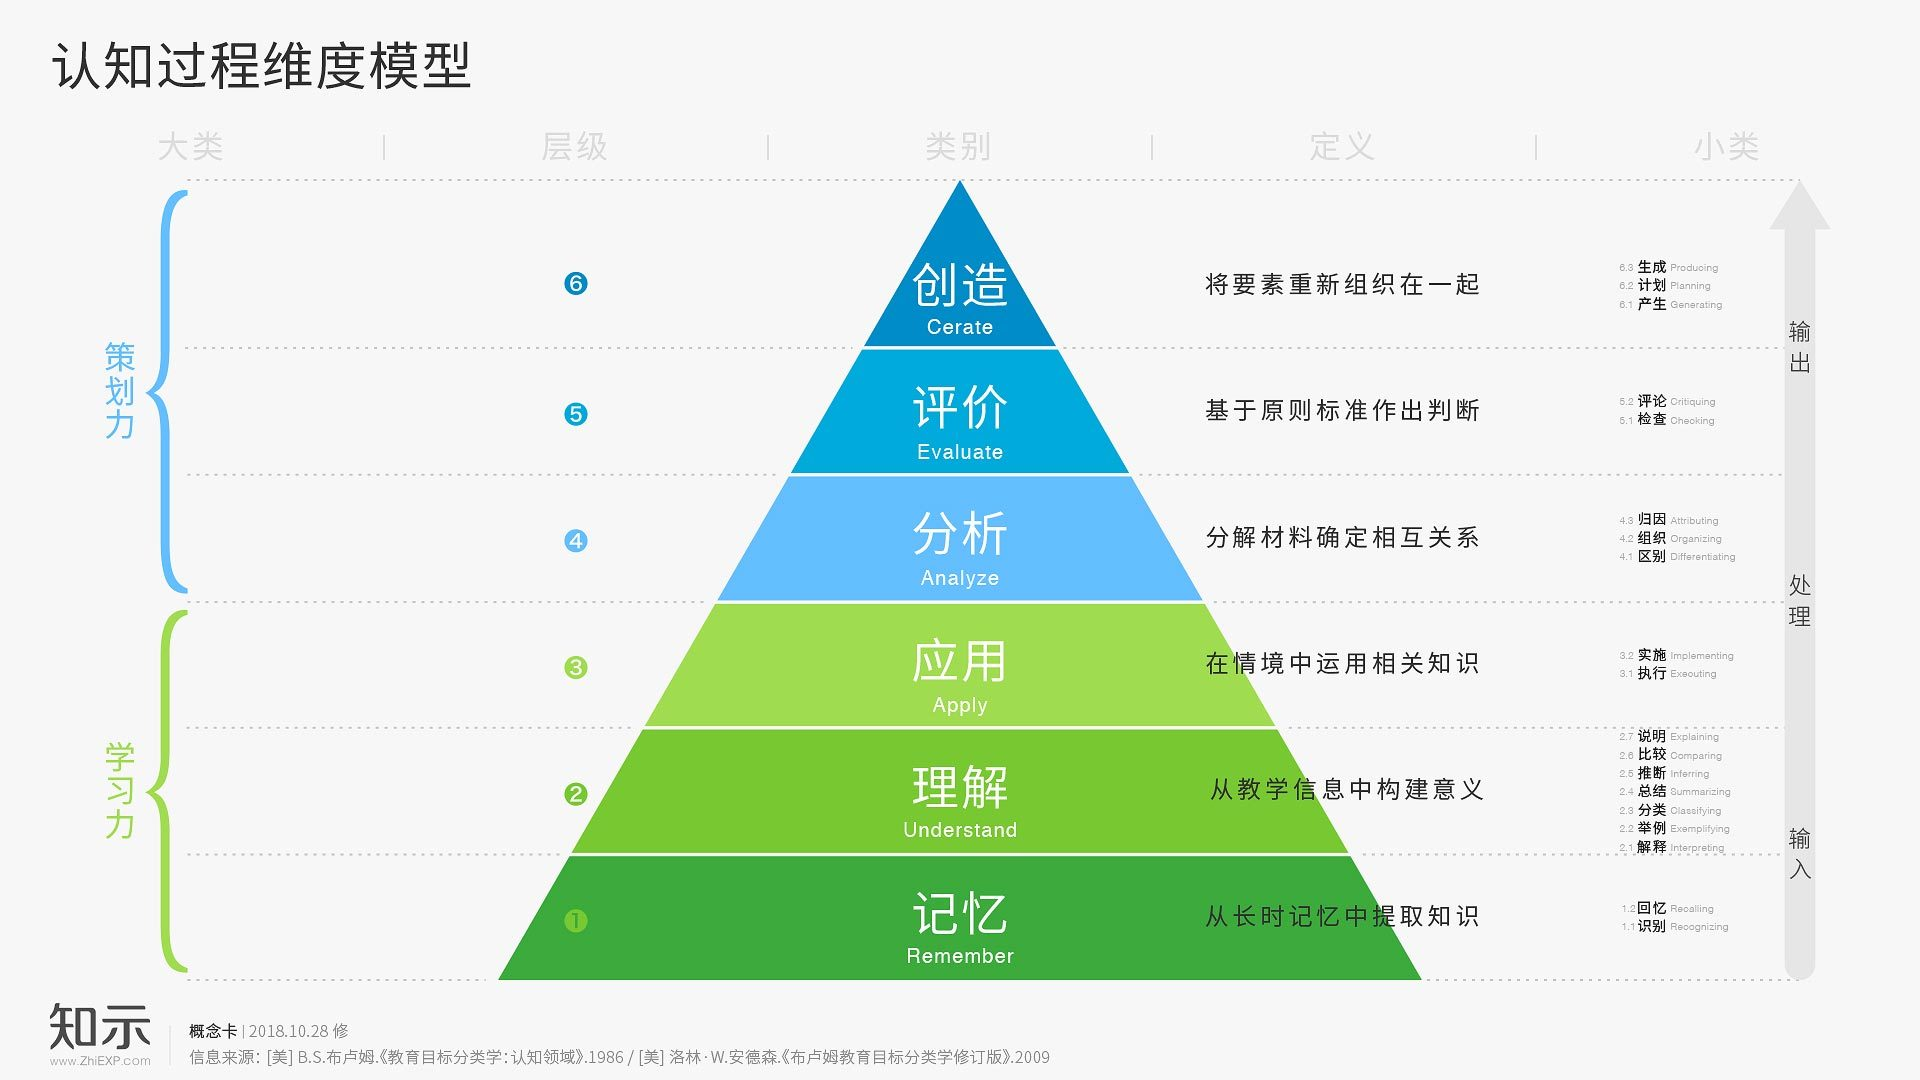 认知过程维度模型
大类 | 层级 | 类别 | 定义 | 小类
策划力
6
创造
Cerate
将要素重新组织在一起
6.3 生成 Producing
6.2 计划 Planning
6.1 产生 Generating
输出
5
评价
Evaluate
基于原则标准作出判断
5.2 评论 Critiquing
5.1 检查 Checking
4
分析
Analyze
分解材料确定相互关系
4.3 归因 Attributing
4.2 组织 Organizing
4.1 区别 Differentiating
处理
学习力
3
应用
Apply
在情境中运用相关知识
3.2 实施 Implementing
3.1 执行 Executing
2
理解
Understand
从教学信息中构建意义
2.7 说明 Explaining
2.6 比较 Comparing
2.5 推断 Inferring
2.4 总结 Summarizing
2.3 分类 Classifying
2.2 举例 Exemplifying
2.1 解释 Interpreting
输入
1
记忆
Remember
从长时记忆中提取知识
1.2 回忆 Recalling
1.1 识别 Recognizing
知示
www.ZhiEXP.com
概念卡 | 2018.10.28 修
信息来源：[美] B.S.布卢姆.《教育目标分类学：认知领域》.1986 / [美] 洛林·W.安德森.《布卢姆教育目标分类学修订版》.2009